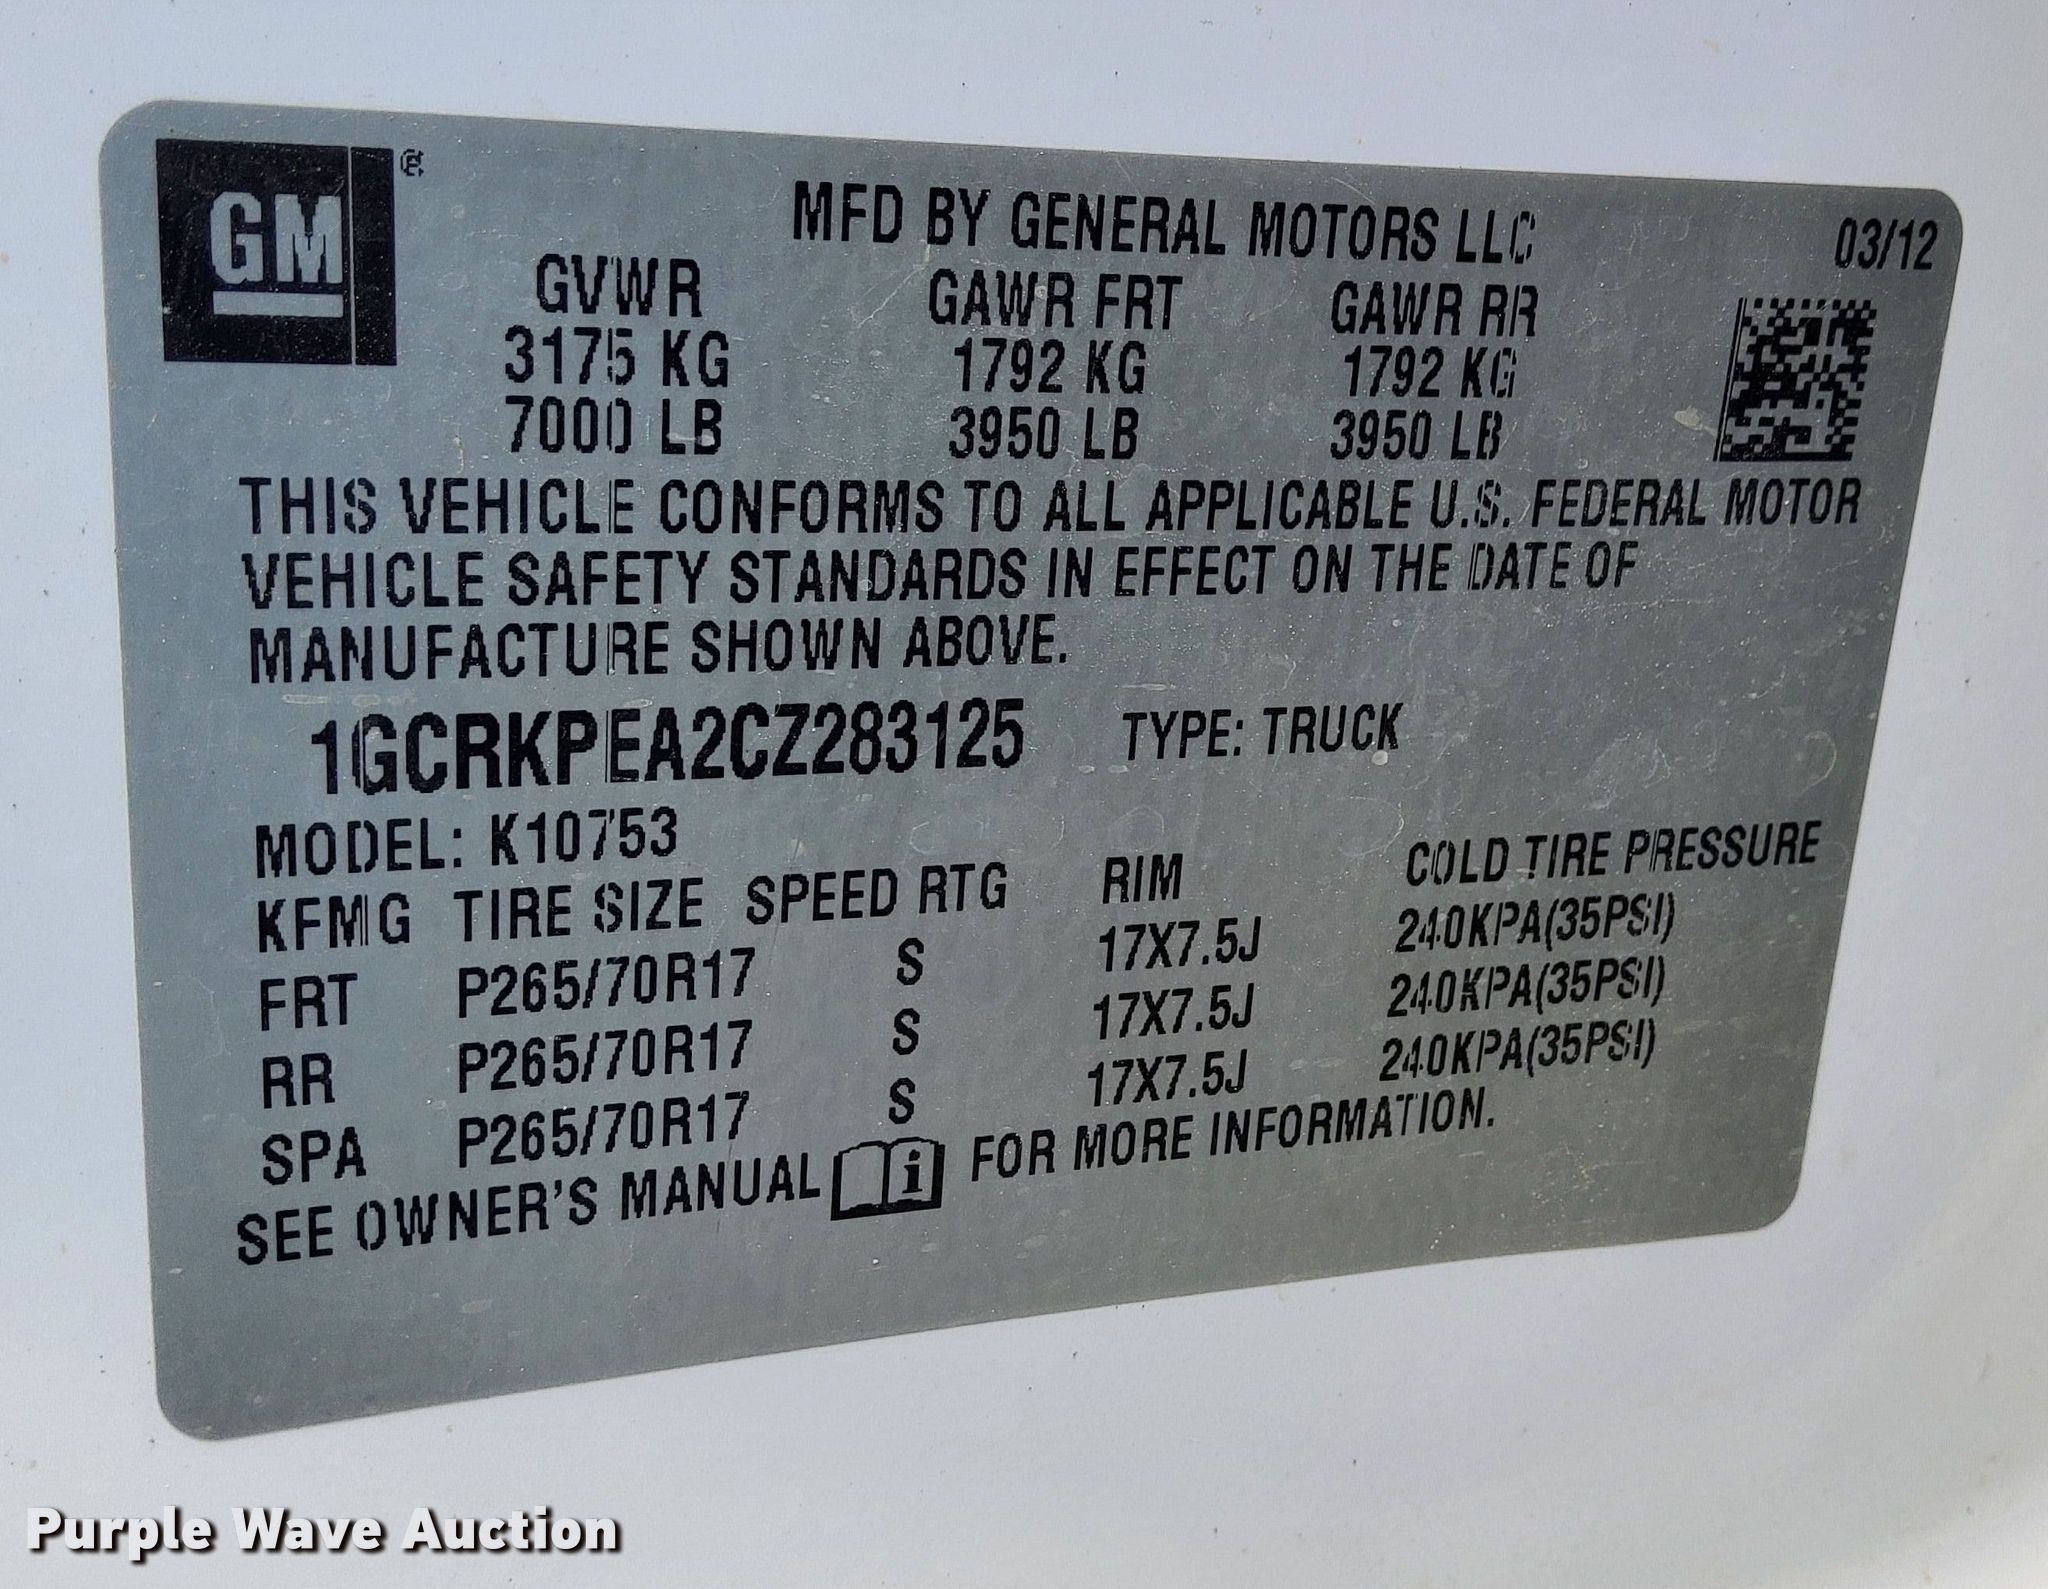 GM
MFD BY GENERAL MOTORS LLC 03/12
GVWR GAWR FRT GAWR RR
3175 KG 1792 KG 1792 KG
7000 LB 3950 LB 3950 LB
THIS VEHICLE CONFORMS TO ALL APPLICABLE U.S. FEDERAL MOTOR
VEHICLE SAFETY STANDARDS IN EFFECT ON THE DATE OF
MANUFACTURE SHOWN ABOVE.
1GCRKPEA2CZ283125 TYPE: TRUCK
MODEL: K10753
KFMG TIRE SIZE SPEED RTG RIM COLD TIRE PRESSURE
FRT P265/70R17 S 17X7.5J 240KPA(35PSI)
RR P265/70R17 S 17X7.5J 240KPA(35PSI)
SPA P265/70R17 S 17X7.5J 240KPA(35PSI)
SEE OWNER'S MANUAL i FOR MORE INFORMATION.
Purple Wave Auction